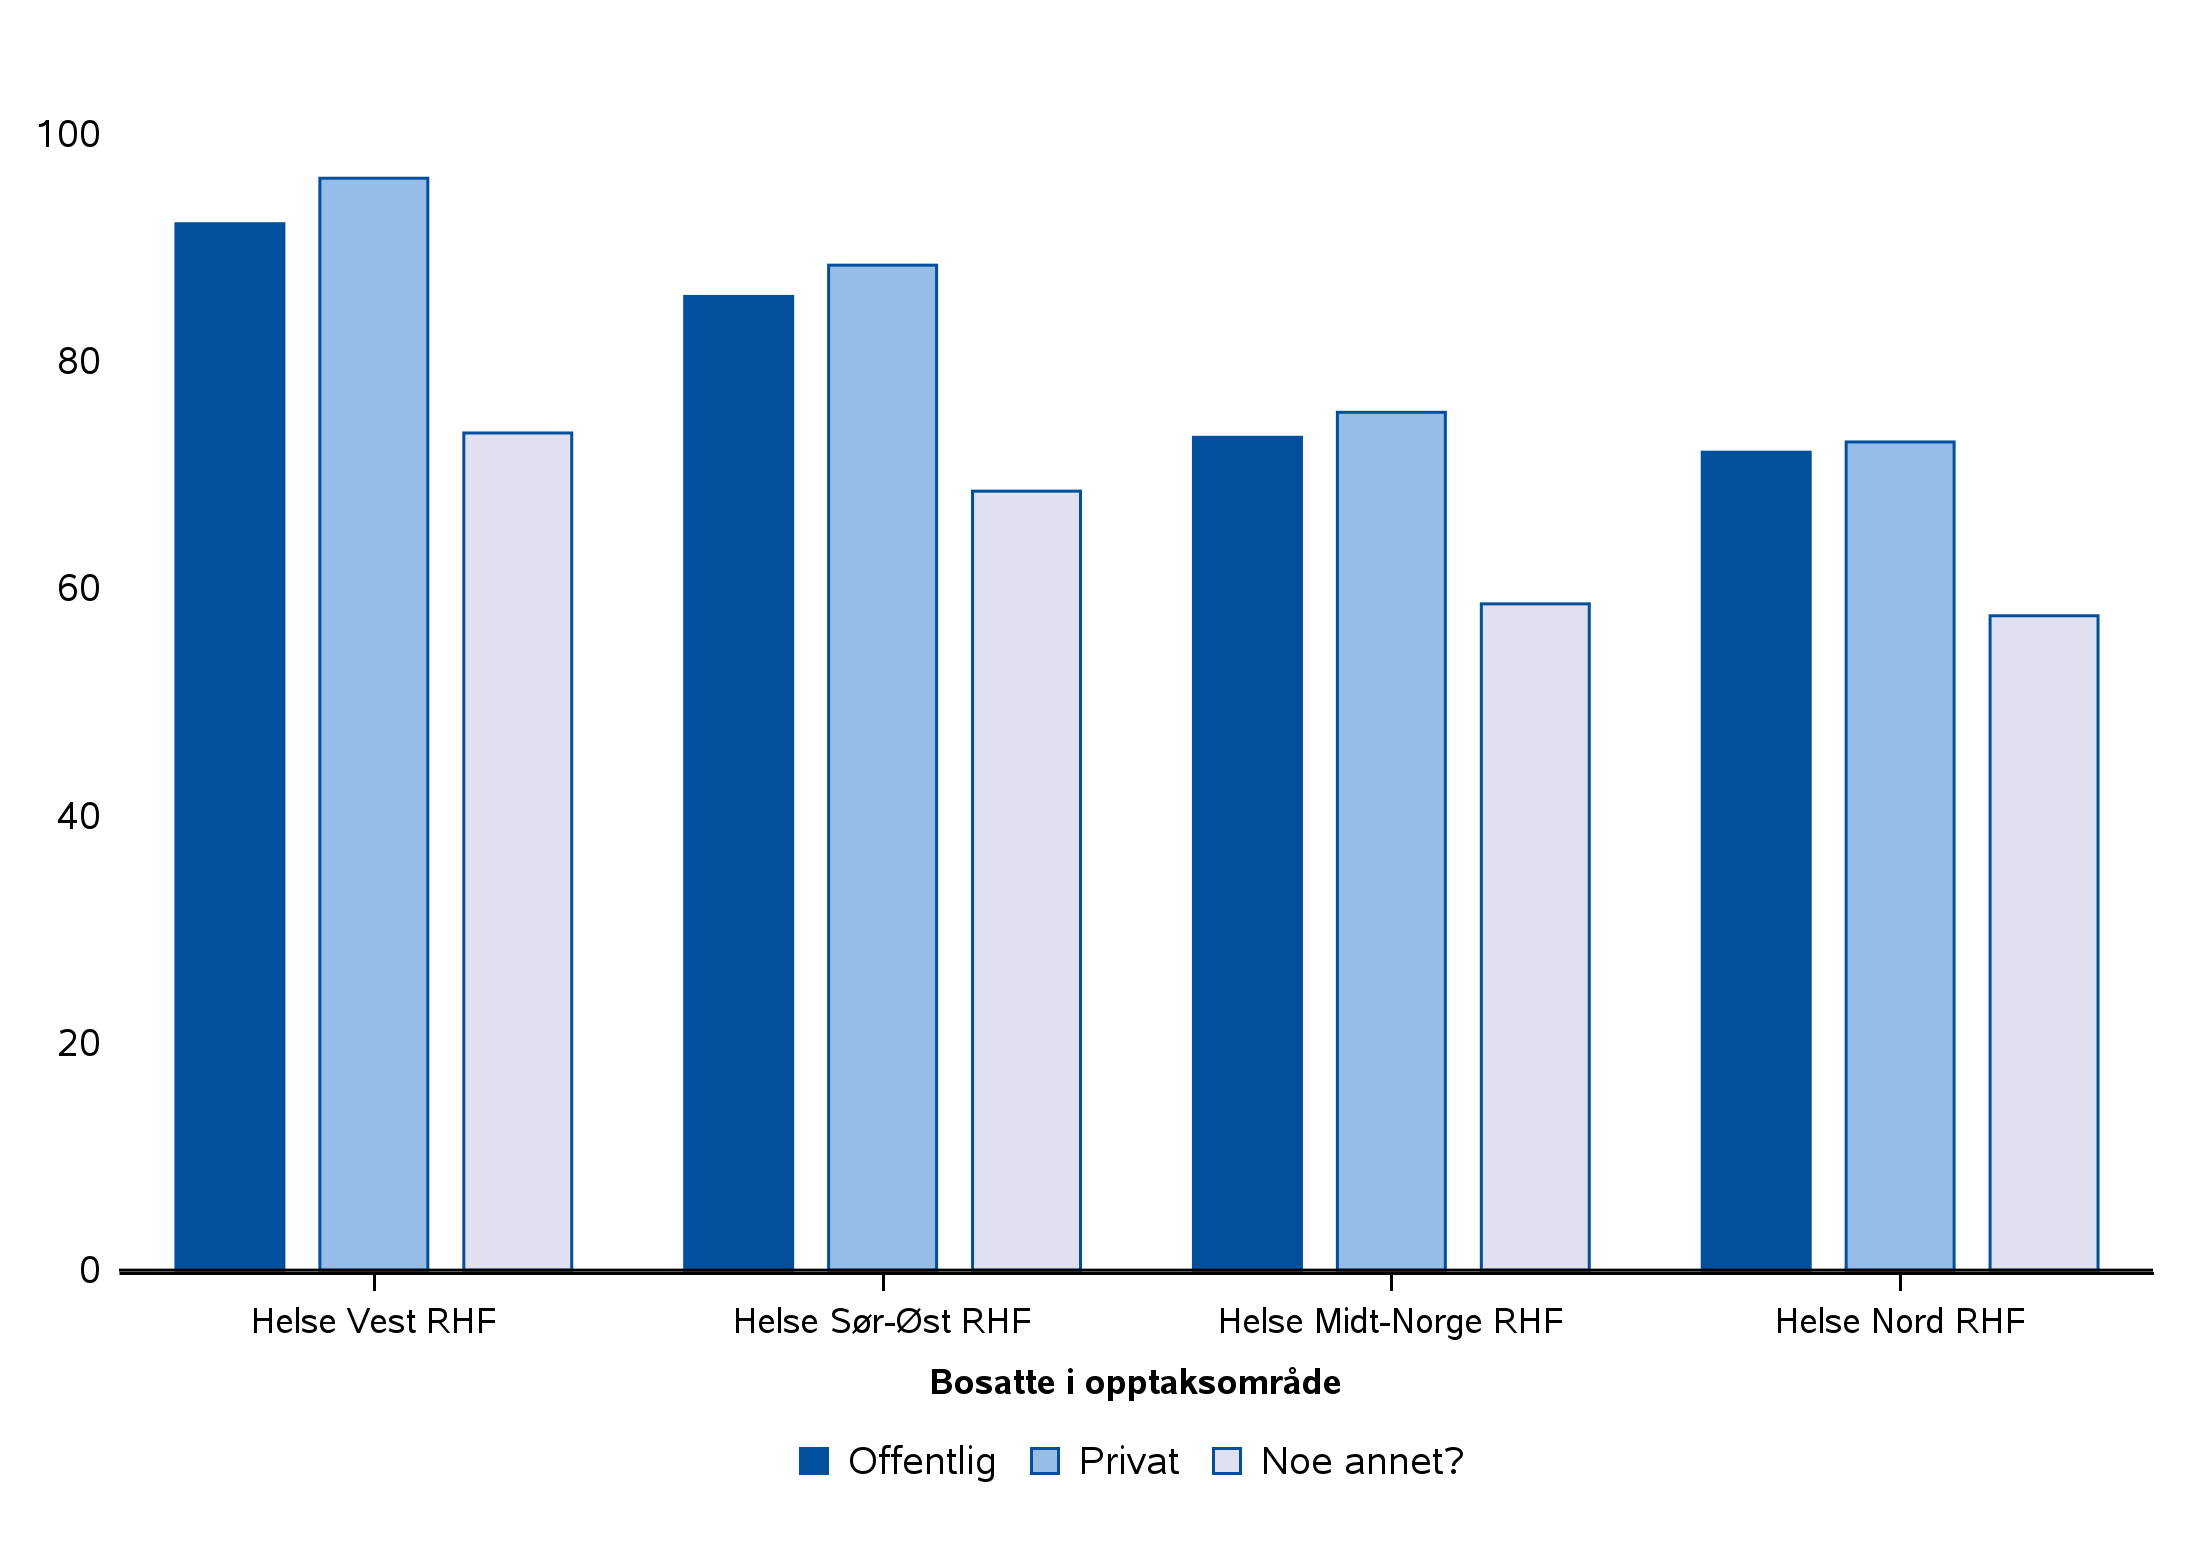 100
80
60
40
20
0
Helse Vest RHF Helse Sør-Øst RHF Helse Midt-Norge RHF Helse Nord RHF
Bosatte i opptaksområde
Offentlig Privat Noe annet?